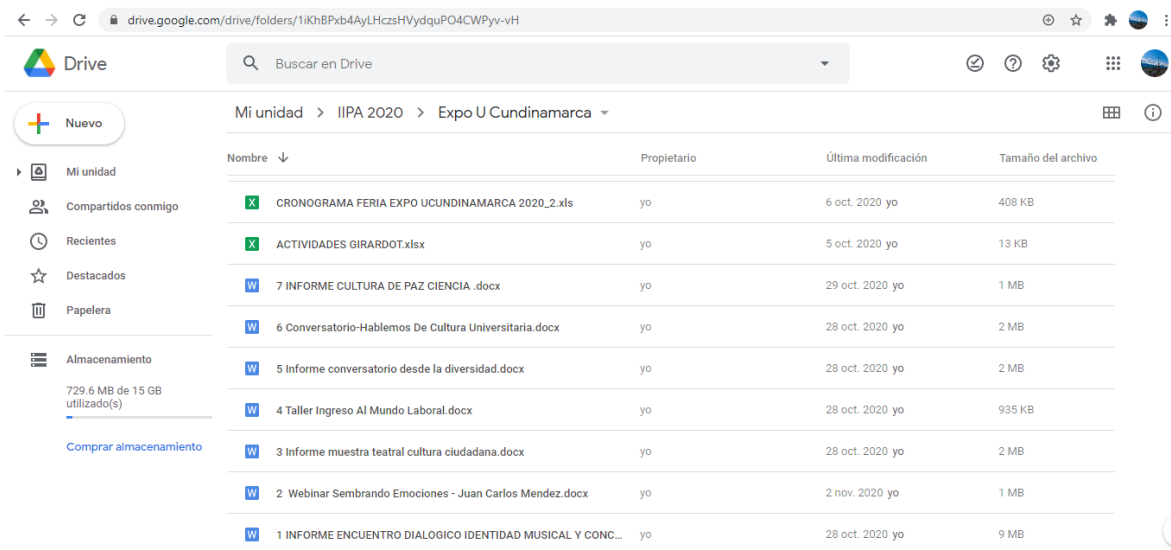 drive.google.com/drive/folders/1iKhBPxb4AyLHczsHVydquPO4CWPyv-vH
Drive
Buscar en Drive
Nuevo
Mi unidad > IIPA 2020 > Expo U Cundinamarca
Mi unidad
Compartidos conmigo
Recientes
Destacados
Papelera
Almacenamiento
729.6 MB de 15 GB
utilizado(s)
Comprar almacenamiento
Nombre Propietario Última modificación Tamaño del archivo
CRONOGRAMA FERIA EXPO UCUNDINAMARCA 2020_2.xls yo 6 oct. 2020 yo 408 KB
ACTIVIDADES GIRARDOT.xlsx yo 5 oct. 2020 yo 13 KB
7 INFORME CULTURA DE PAZ CIENCIA .docx yo 29 oct. 2020 yo 1 MB
6 Conversatorio-Hablemos De Cultura Universitaria.docx yo 28 oct. 2020 yo 2 MB
5 Informe conversatorio desde la diversidad.docx yo 28 oct. 2020 yo 2 MB
4 Taller Ingreso Al Mundo Laboral.docx yo 28 oct. 2020 yo 935 KB
3 Informe muestra teatral cultura ciudadana.docx yo 28 oct. 2020 yo 2 MB
2 Webinar Sembrando Emociones - Juan Carlos Mendez.docx yo 2 nov. 2020 yo 1 MB
1 INFORME ENCUENTRO DIALOGICO IDENTIDAD MUSICAL Y CONC... yo 28 oct. 2020 yo 9 MB